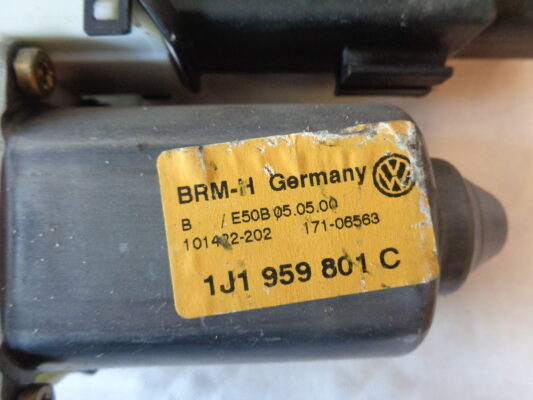 BRM-H Germany
B / E50B 05.05.00
101422-202 171-06563
1J1 959 801 C